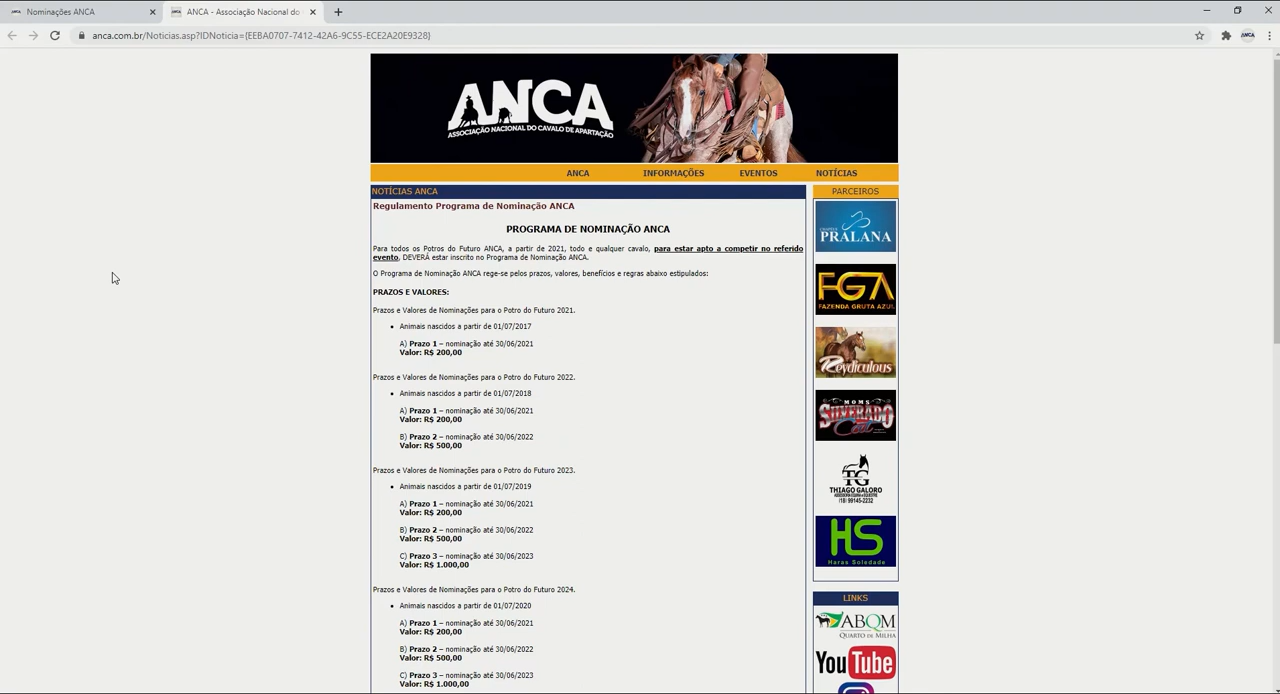 Nominações ANCA
ANCA - Associação Nacional do
anca.com.br/Noticias.asp?IDNoticia={EEBA0707-7412-42A6-9C55-ECE2A20E9328}
ANCA
ASSOCIAÇÃO NACIONAL DO CAVALO DE APARTAÇÃO
ANCA INFORMAÇÕES EVENTOS NOTÍCIAS
NOTÍCIAS ANCA
Regulamento Programa de Nominação ANCA
PROGRAMA DE NOMINAÇÃO ANCA
Para todos os Potros do Futuro ANCA, a partir de 2021, todo e qualquer cavalo, para estar apto a competir no referido
evento, DEVERÁ estar inscrito no Programa de Nominação ANCA.
O Programa de Nominação ANCA rege-se pelos prazos, valores, benefícios e regras abaixo estipulados:
PRAZOS E VALORES:
Prazos e Valores de Nominações para o Potro do Futuro 2021.
• Animais nascidos a partir de 01/07/2017
A) Prazo 1 – nominação até 30/06/2021
Valor: R$ 200,00
Prazos e Valores de Nominações para o Potro do Futuro 2022.
• Animais nascidos a partir de 01/07/2018
A) Prazo 1 – nominação até 30/06/2021
Valor: R$ 200,00
B) Prazo 2 – nominação até 30/06/2022
Valor: R$ 500,00
Prazos e Valores de Nominações para o Potro do Futuro 2023.
• Animais nascidos a partir de 01/07/2019
A) Prazo 1 – nominação até 30/06/2021
Valor: R$ 200,00
B) Prazo 2 – nominação até 30/06/2022
Valor: R$ 500,00
C) Prazo 3 – nominação até 30/06/2023
Valor: R$ 1.000,00
Prazos e Valores de Nominações para o Potro do Futuro 2024.
• Animais nascidos a partir de 01/07/2020
A) Prazo 1 – nominação até 30/06/2021
Valor: R$ 200,00
B) Prazo 2 – nominação até 30/06/2022
Valor: R$ 500,00
C) Prazo 3 – nominação até 30/06/2023
Valor: R$ 1.000,00
PARCEIROS
PRALANA
FGA
FAZENDA GRUTA AZUL
Reydiculous
MOMS
TG
THIAGO GALORO
(19) 99145-2232
HS
Haras Soledade
LINKS
ABQM
QUARTO DE MILHA
YouTube